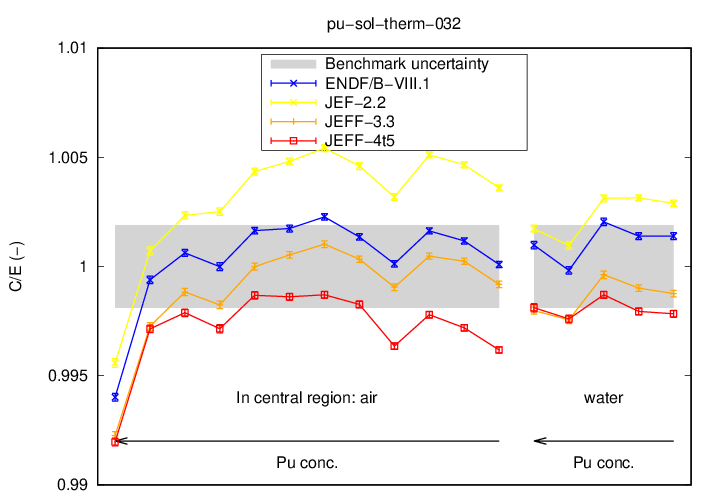 pu−sol−therm−032
1.01
1.005
1
0.995
0.99
C/E (−)
Benchmark uncertainty
ENDF/B−VIII.1
JEF−2.2
JEFF−3.3
JEFF−4t5
In central region: air
water
Pu conc.
Pu conc.